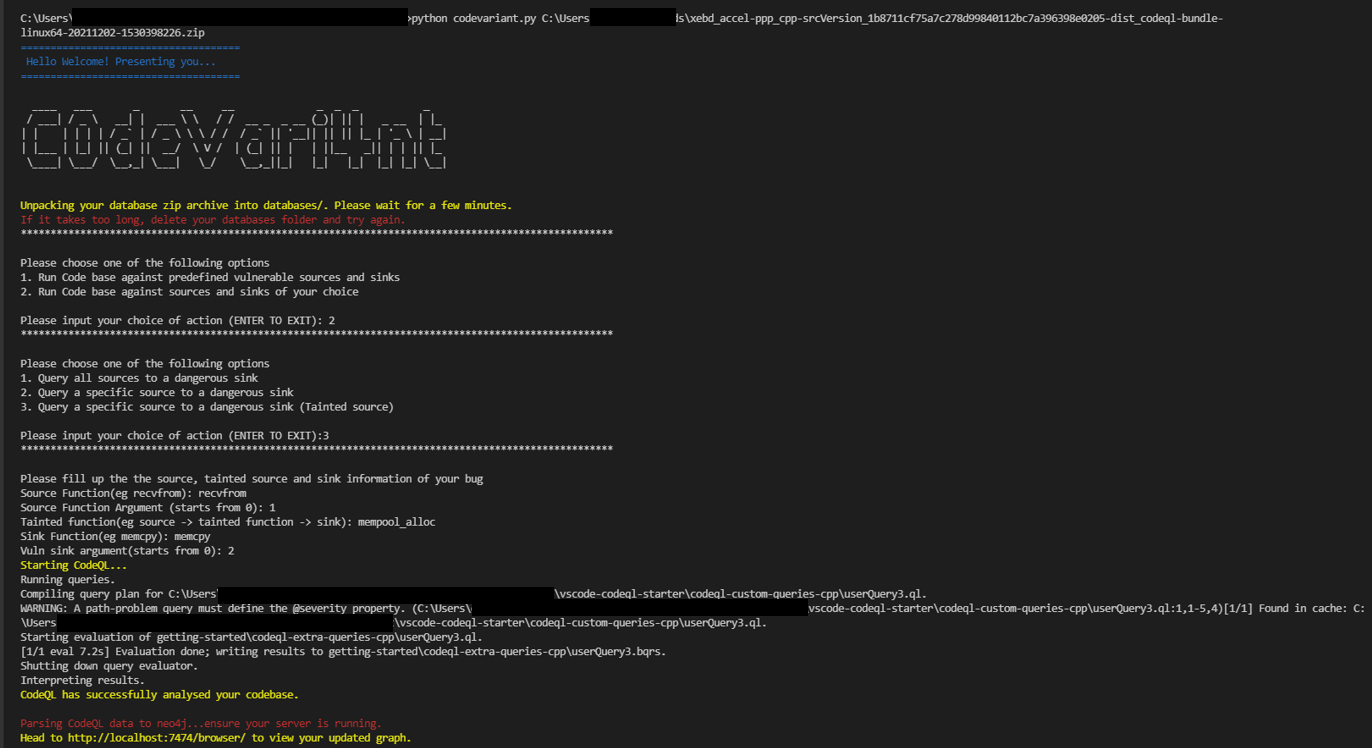 C:\Users\ >python codevariant.py C:\Users ds\xebd_accel-ppp_cpp-srcVersion_1b8711cf75a7c278d99840112bc7a396398e0205-dist_codeql-bundle-
linux64-20211202-1530398226.zip
=====================================
Hello Welcome! Presenting you...
=====================================
CodeVari4nt
Unpacking your database zip archive into databases/. Please wait for a few minutes.
If it takes too long, delete your databases folder and try again.
****************************************************************************************************
Please choose one of the following options
1. Run Code base against predefined vulnerable sources and sinks
2. Run Code base against sources and sinks of your choice
Please input your choice of action (ENTER TO EXIT): 2
****************************************************************************************************
Please choose one of the following options
1. Query all sources to a dangerous sink
2. Query a specific source to a dangerous sink
3. Query a specific source to a dangerous sink (Tainted source)
Please input your choice of action (ENTER TO EXIT):3
****************************************************************************************************
Please fill up the the source, tainted source and sink information of your bug
Source Function(eg recvfrom): recvfrom
Source Function Argument (starts from 0): 1
Tainted function(eg source -> tainted function -> sink): mempool_alloc
Sink Function(eg memcpy): memcpy
Vuln sink argument(starts from 0): 2
Starting CodeQL...
Running queries.
Compiling query plan for C:\Users\ \vscode-codeql-starter\codeql-custom-queries-cpp\userQuery3.ql.
WARNING: A path-problem query must define the @severity property. (C:\Users\ \vscode-codeql-starter\codeql-custom-queries-cpp\userQuery3.ql:1,1-5,4)[1/1] Found in cache: C:
\Users \vscode-codeql-starter\codeql-custom-queries-cpp\userQuery3.ql.
Starting evaluation of getting-started\codeql-extra-queries-cpp\userQuery3.ql.
[1/1 eval 7.2s] Evaluation done; writing results to getting-started\codeql-extra-queries-cpp\userQuery3.bqrs.
Shutting down query evaluator.
Interpreting results.
CodeQL has successfully analysed your codebase.
Parsing CodeQL data to neo4j...ensure your server is running.
Head to http://localhost:7474/browser/ to view your updated graph.